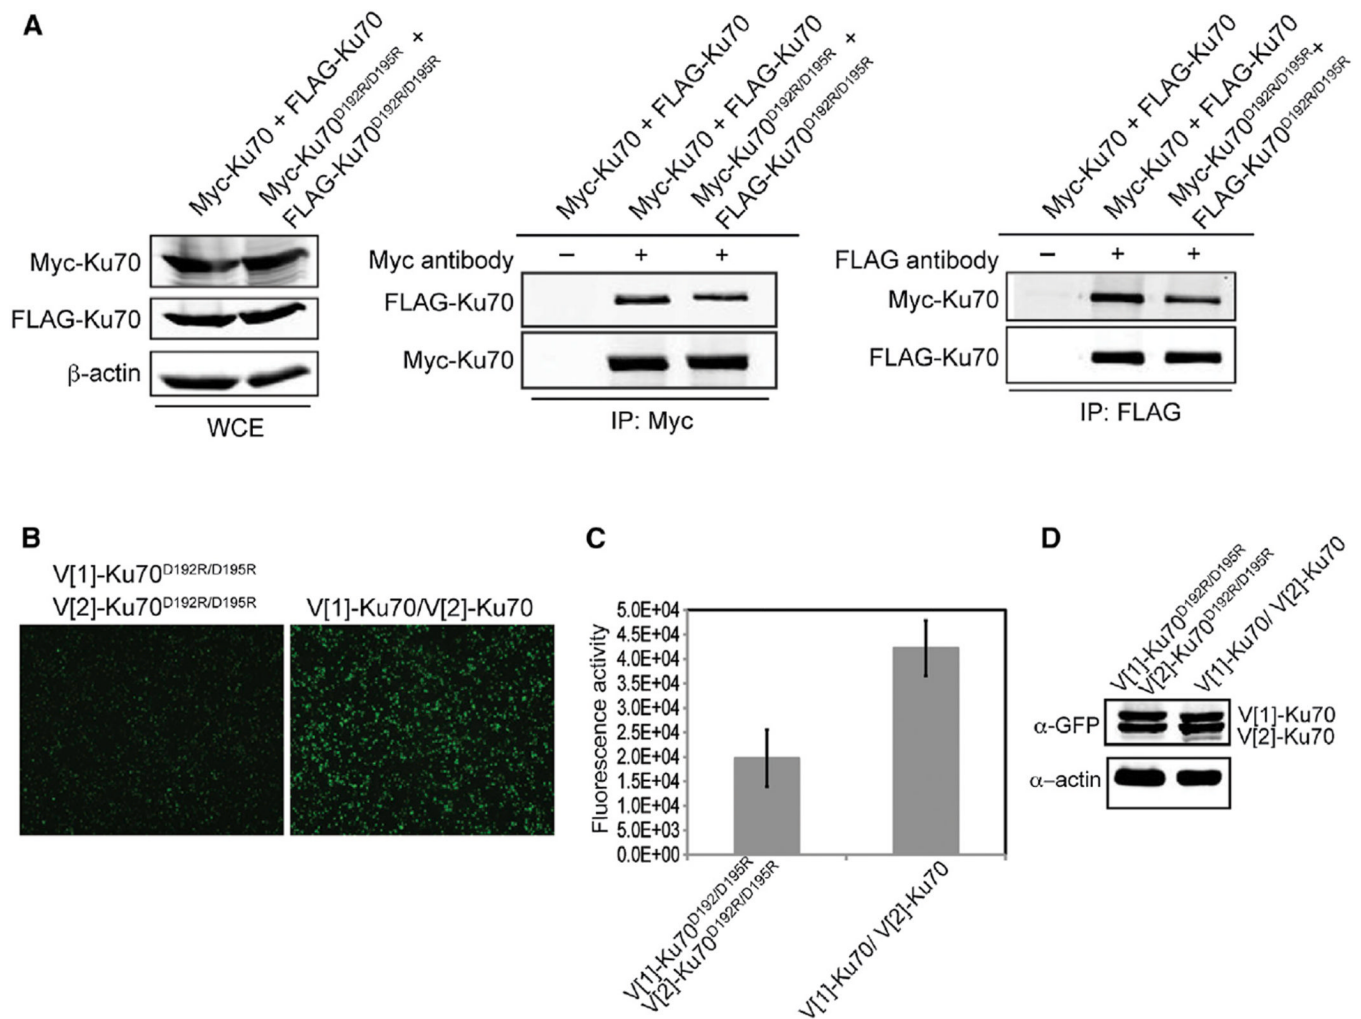 A
Myc-Ku70 + FLAG-Ku70
Myc-Ku70D192R/D195R +
FLAG-Ku70D192R/D195R
Myc-Ku70
FLAG-Ku70
β-actin
WCE
Myc-Ku70 + FLAG-Ku70
Myc-Ku70 + FLAG-Ku70
Myc-Ku70D192R/D195R +
FLAG-Ku70D192R/D195R
Myc antibody − + +
FLAG-Ku70
Myc-Ku70
IP: Myc
Myc-Ku70 + FLAG-Ku70
Myc-Ku70 + FLAG-Ku70
Myc-Ku70D192R/D195R +
FLAG-Ku70D192R/D195R
FLAG antibody − + +
Myc-Ku70
FLAG-Ku70
IP: FLAG
B
V[1]-Ku70D192R/D195R
V[2]-Ku70D192R/D195R
V[1]-Ku70/V[2]-Ku70
C
Fluorescence activity
5.0E+04
4.5E+04
4.0E+04
3.5E+04
3.0E+04
2.5E+04
2.0E+04
1.5E+04
1.0E+04
5.0E+03
0.0E+00
V[1]-Ku70D192/D195R
V[2]-Ku70D192R/D195R
V[1]-Ku70/ V[2]-Ku70
D
V[1]-Ku70D192R/D195R
V[2]-Ku70D192R/D195R
V[1]-Ku70/ V[2]-Ku70
α-GFP
V[1]-Ku70
V[2]-Ku70
α–actin